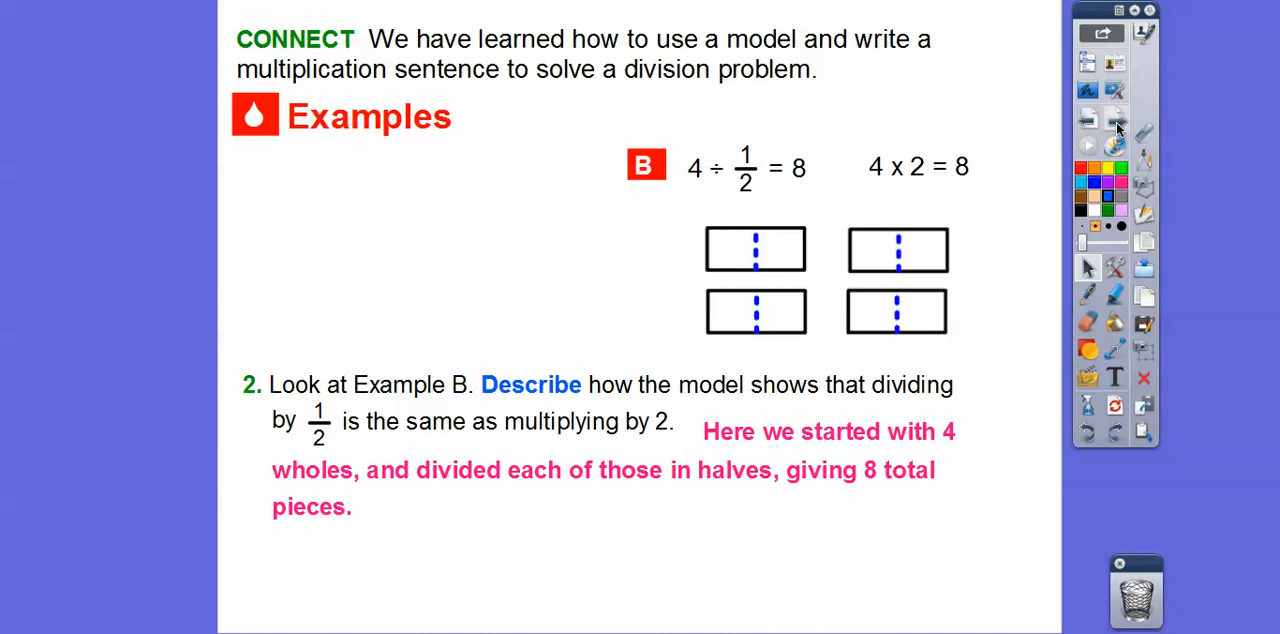 CONNECT We have learned how to use a model and write a
multiplication sentence to solve a division problem.
Examples
B 4 ÷ 1/2 = 8 4 x 2 = 8
2. Look at Example B. Describe how the model shows that dividing
by 1/2 is the same as multiplying by 2. Here we started with 4
wholes, and divided each of those in halves, giving 8 total
pieces.
T